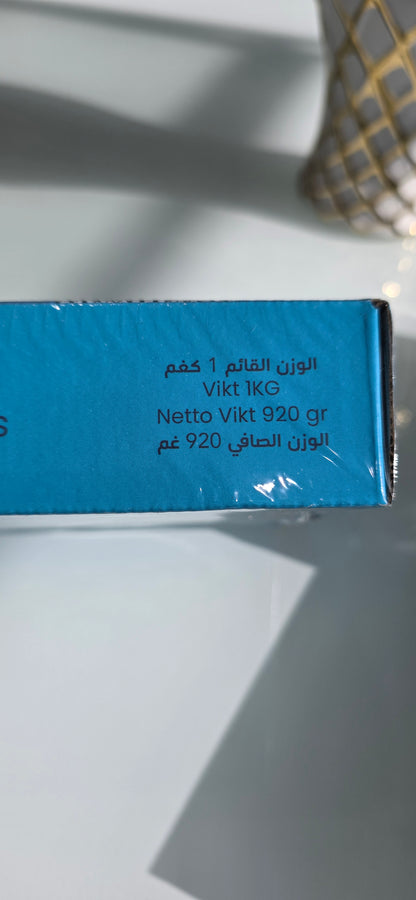 الوزن القائم 1 كغم
Vikt 1KG
Netto Vikt 920 gr
الوزن الصافي 920 غم